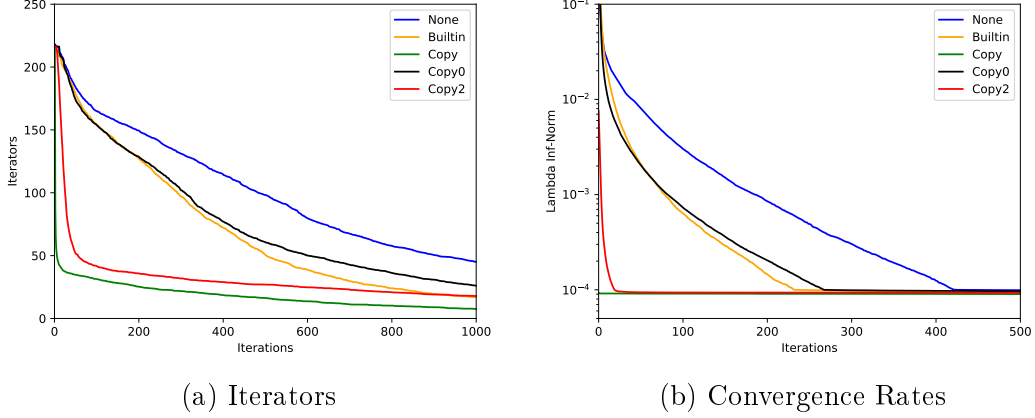 250
200
150
100
50
0
Iterators
0 200 400 600 800 1000
Iterations
None
Builtin
Copy
Copy0
Copy2
(a) Iterators
10⁻¹
10⁻²
10⁻³
10⁻⁴
Lambda Inf-Norm
0 100 200 300 400 500
Iterations
None
Builtin
Copy
Copy0
Copy2
(b) Convergence Rates